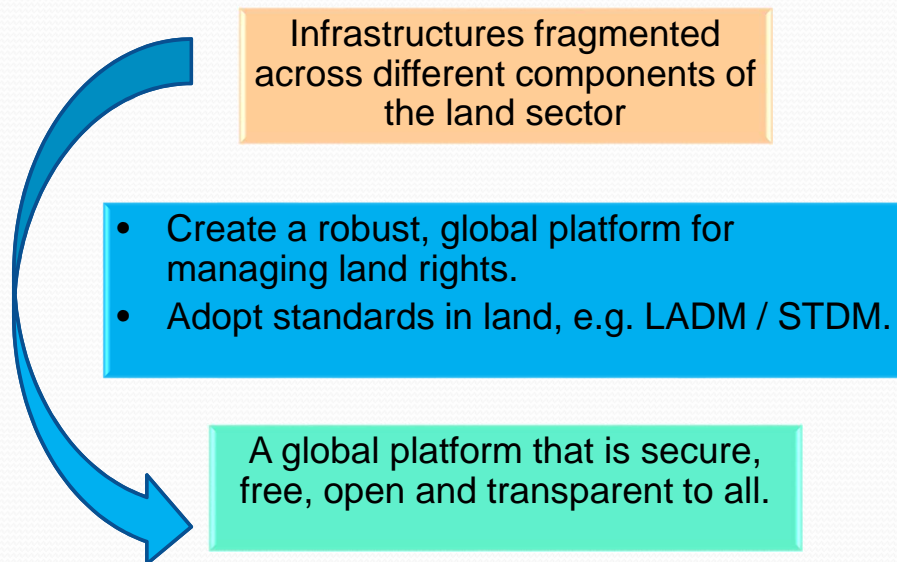 Infrastructures fragmented
across different components of
the land sector
• Create a robust, global platform for
managing land rights.
• Adopt standards in land, e.g. LADM / STDM.
A global platform that is secure,
free, open and transparent to all.